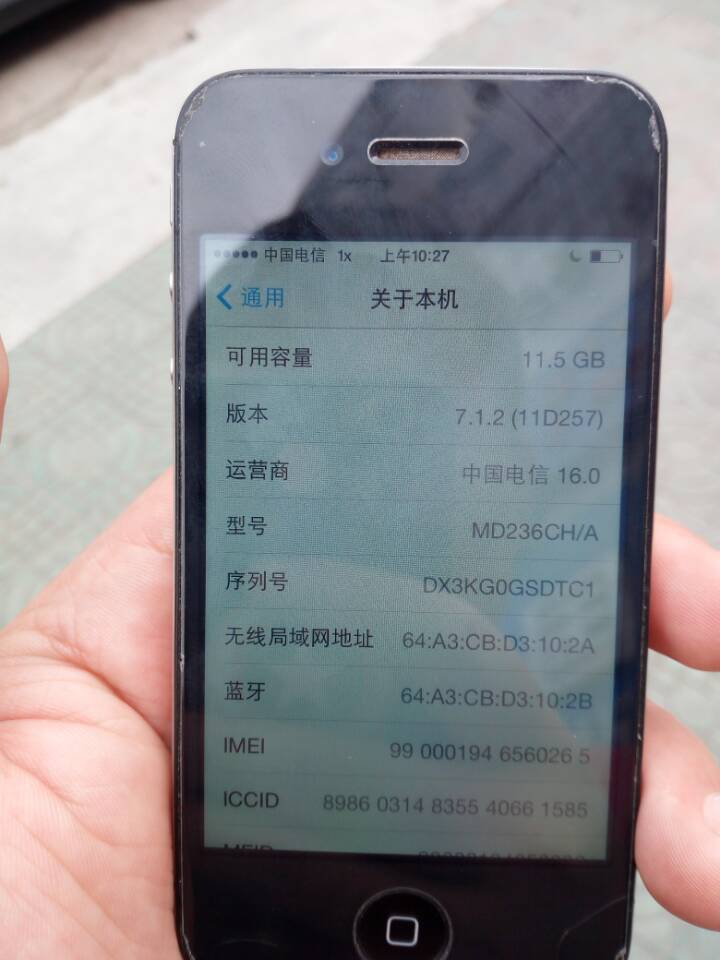 中国电信 1x 上午10:27
通用 关于本机
可用容量 11.5 GB
版本 7.1.2 (11D257)
运营商 中国电信 16.0
型号 MD236CH/A
序列号 DX3KG0GSDTC1
无线局域网地址 64:A3:CB:D3:10:2A
蓝牙 64:A3:CB:D3:10:2B
IMEI 99 000194 656026 5
ICCID 8986 0314 8355 4066 1585